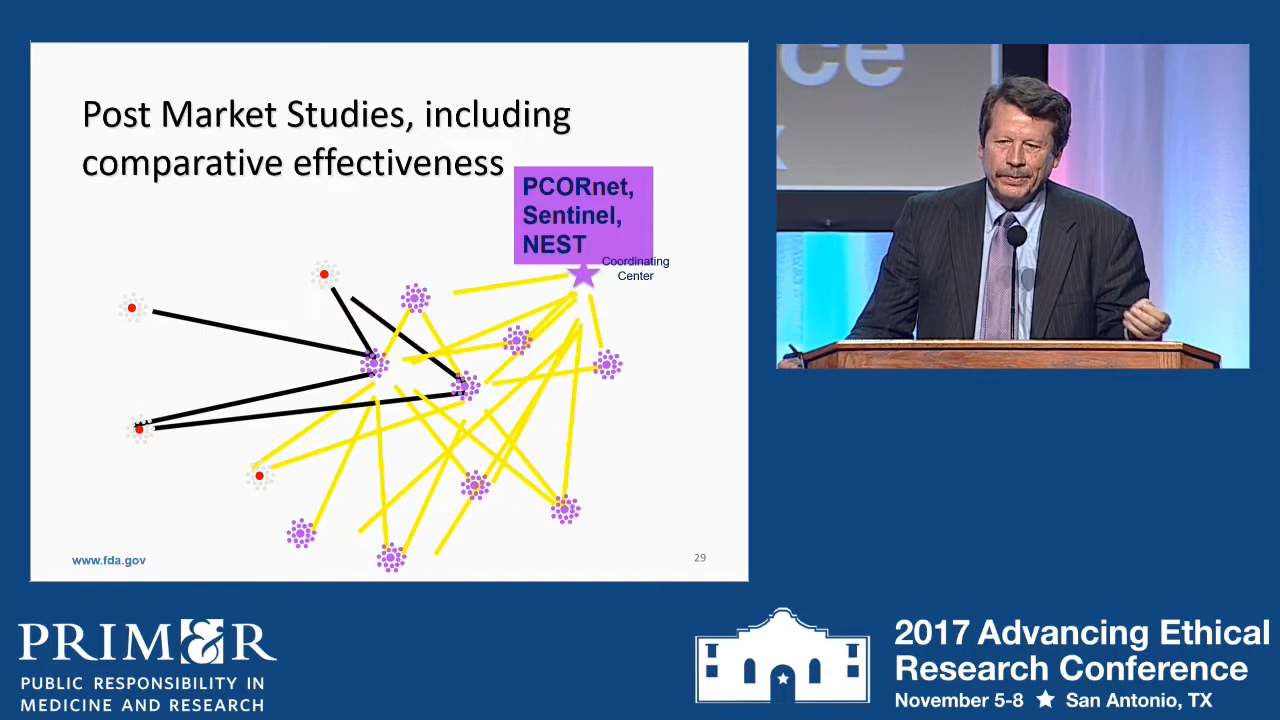 Post Market Studies, including
comparative effectiveness
PCORnet,
Sentinel,
NEST
Coordinating
Center
www.fda.gov
29
ce
PRIM&R
PUBLIC RESPONSIBILITY IN
MEDICINE AND RESEARCH
2017 Advancing Ethical
Research Conference
November 5-8 ★ San Antonio, TX